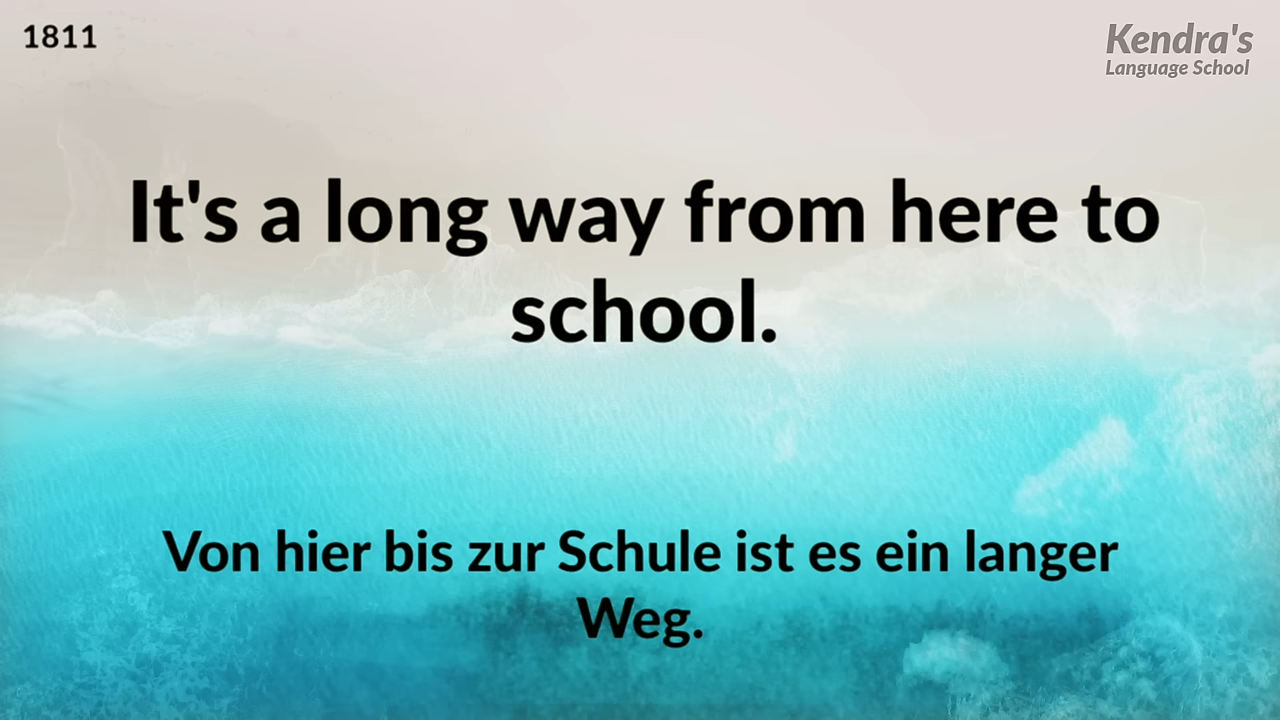 1811
Kendra's
Language School
It's a long way from here to
school.
Von hier bis zur Schule ist es ein langer
Weg.